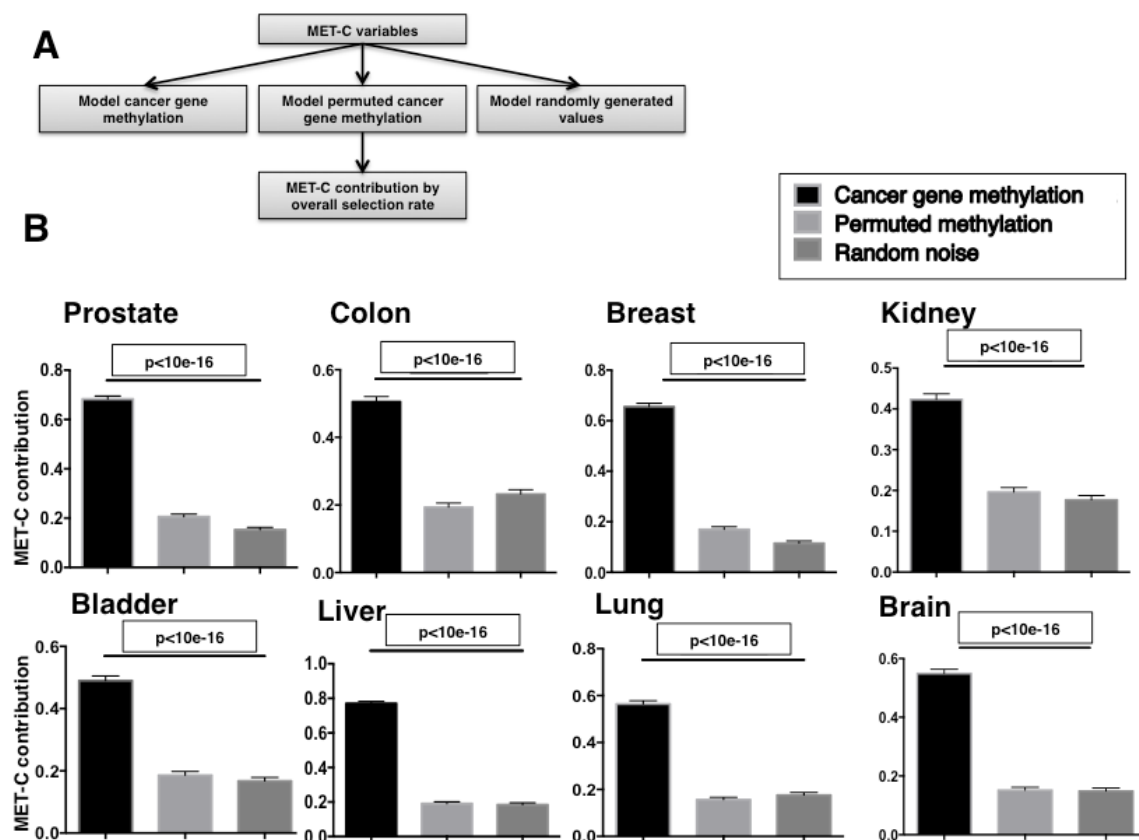 A
MET-C variables
Model cancer gene
methylation
Model permuted cancer
gene methylation
Model randomly generated
values
MET-C contribution by
overall selection rate
B
Cancer gene methylation
Permuted methylation
Random noise
Prostate
p<10e-16
MET-C contribution
0.8
0.6
0.4
0.2
0.0
Colon
p<10e-16
0.6
0.4
0.2
0.0
Breast
p<10e-16
0.8
0.6
0.4
0.2
0.0
Kidney
p<10e-16
0.5
0.4
0.3
0.2
0.1
0.0
Bladder
p<10e-16
MET-C contribution
0.6
0.4
0.2
0.0
Liver
p<10e-16
1.0
0.8
0.6
0.4
0.2
0.0
Lung
p<10e-16
0.8
0.6
0.4
0.2
0.0
Brain
p<10e-16
0.6
0.4
0.2
0.0